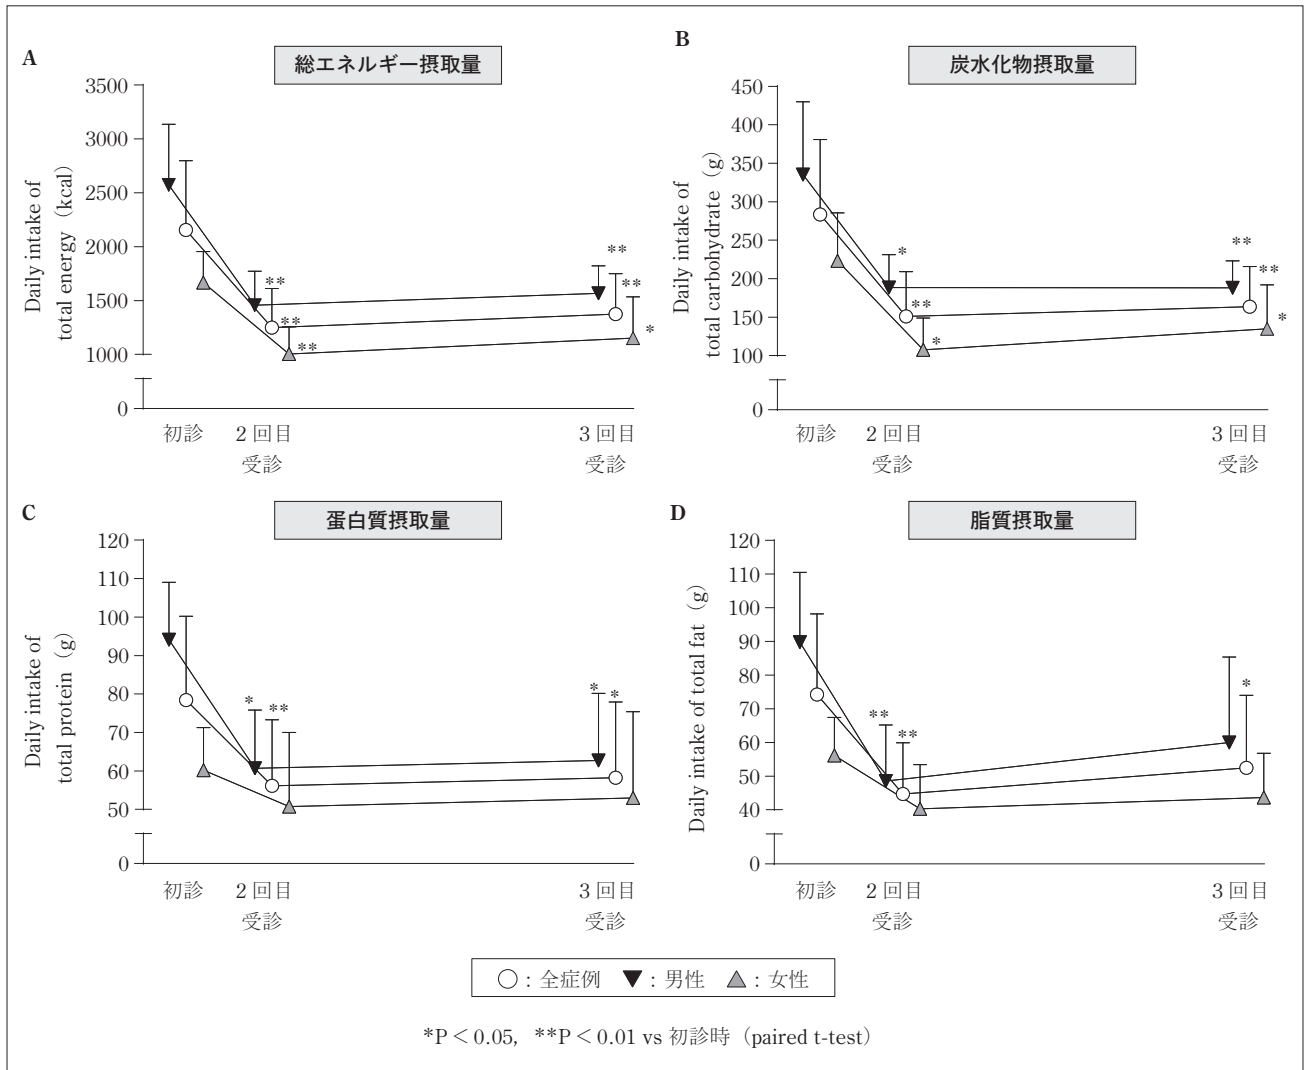 A
総エネルギー摂取量
Daily intake of
total energy（kcal）
3500
3000
2500
2000
1500
1000
0
**
**
**
**
**
*
初診
2 回目
受診
3 回目
受診
B
炭水化物摂取量
Daily intake of
total carbohydrate（g）
450
400
350
300
250
200
150
100
0
*
**
*
**
**
*
初診
2 回目
受診
3 回目
受診
C
蛋白質摂取量
Daily intake of
total protein（g）
120
110
100
90
80
70
60
50
0
*
**
*
*
初診
2 回目
受診
3 回目
受診
D
脂質摂取量
Daily intake of total fat（g）
120
110
100
90
80
70
60
50
40
0
**
**
*
初診
2 回目
受診
3 回目
受診
○：全症例 ▼：男性 ▲：女性
*P＜0.05, **P＜0.01 vs 初診時（paired t-test）